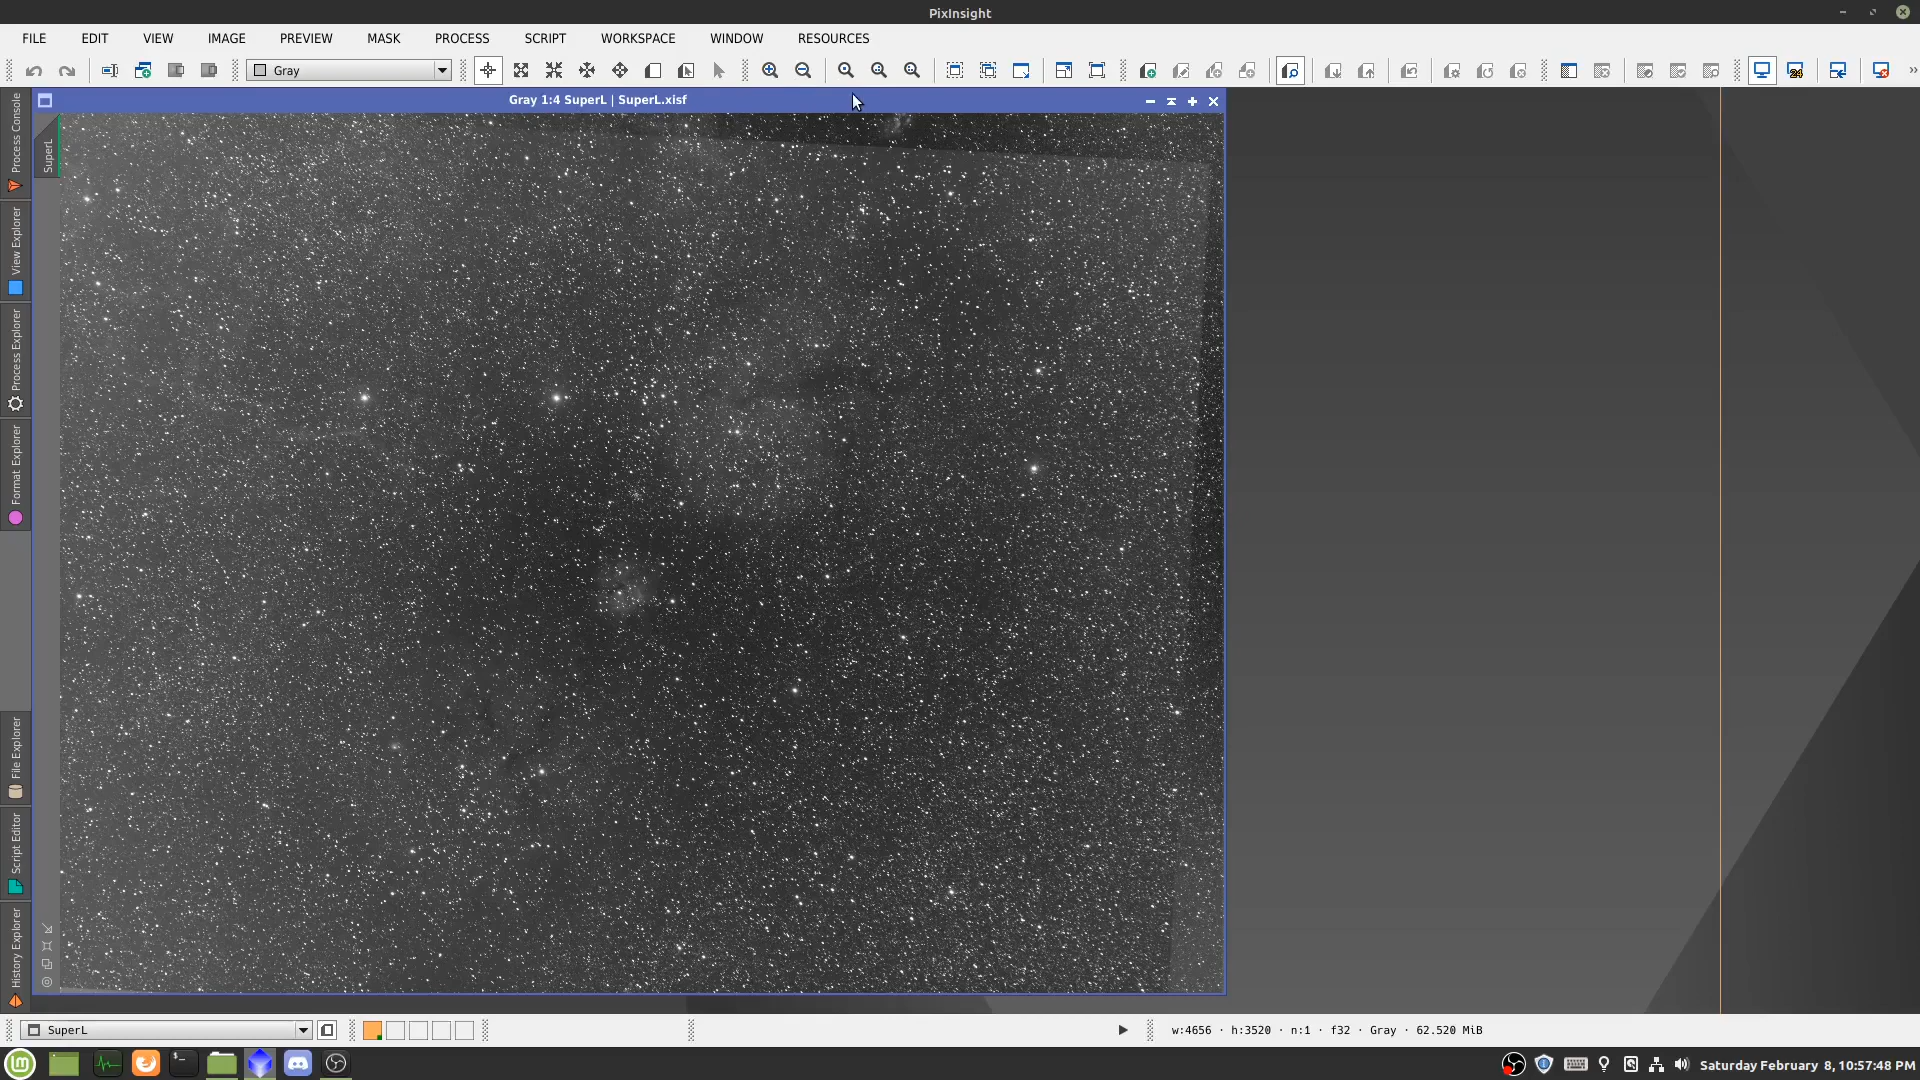 PixInsight
FILE EDIT VIEW IMAGE PREVIEW MASK PROCESS SCRIPT WORKSPACE WINDOW RESOURCES
Gray
24
Gray 1:4 SuperL | SuperL.xisf
SuperL
Process Console
View Explorer
Process Explorer
Format Explorer
File Explorer
Script Editor
History Explorer
SuperL
w:4656 · h:3520 · n:1 · f32 · Gray · 62.520 MiB
Saturday February 8, 10:57:48 PM